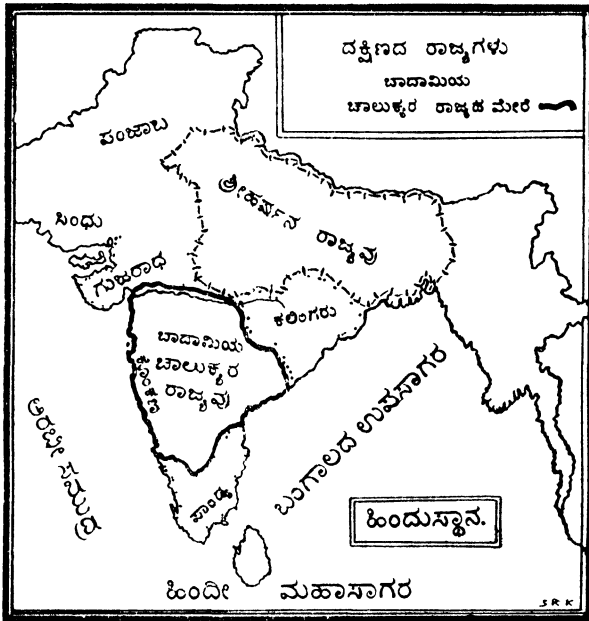 ದಕ್ಷಿಣದ ರಾಜ್ಯಗಳು
ಬಾದಾಮಿಯ
ಚಾಲುಕ್ಯರ ರಾಜ್ಯದ ಮೇರೆ
ಪಂಜಾಬ
ಶ್ರೀಹರ್ಷನ ರಾಜ್ಯವು
ಸಿಂಧು
ಗುಜರಾಥ
ಕಲಿಂಗರು
ಬಾದಾಮಿಯ
ಚಾಲುಕ್ಯರ
ರಾಜ್ಯವು
ಕೊಂಕಣ
ಅರಬೀ ಸಮುದ್ರ
ಬಂಗಾಲದ ಉಪಸಾಗರ
ಪಾಂಡ್ಯ
ಹಿಂದುಸ್ಥಾನ.
ಹಿಂದೀ ಮಹಾಸಾಗರ
S R K